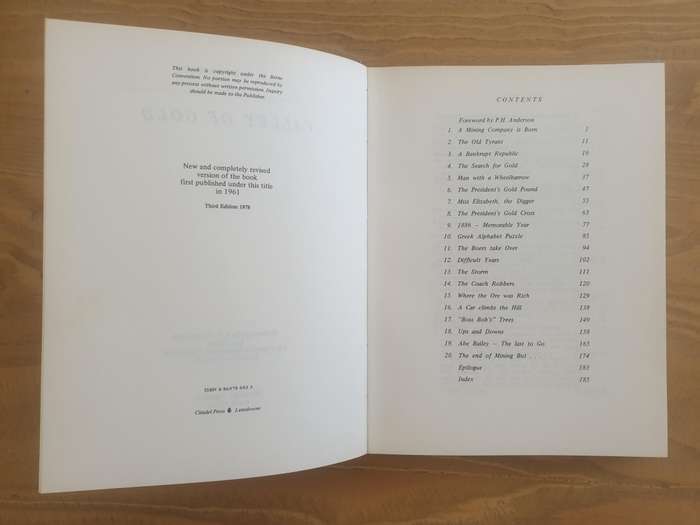 This book is copyright under the Berne
Convention. No portion may be reproduced by
any process without written permission. Inquiry
should be made to the Publisher.
New and completely revised
version of the book
first published under this title
in 1961
Third Edition: 1978
ISBN
Citadel Press Lansdowne
CONTENTS
Foreword by P.H. Anderson
1. A Mining Company is Born 1
2. The Old Tyrant 11
3. A Bankrupt Republic 19
4. The Search for Gold 29
5. Man with a Wheelbarrow 37
6. The President's Gold Pound 47
7. Miss Elizabeth, the Digger 55
8. The President's Gold Cross 65
9. 1886 – Memorable Year 77
10. Greek Alphabet Puzzle 85
11. The Boers take Over 94
12. Difficult Years 102
13. The Storm 111
14. The Coach Robbers 120
15. Where the Ore was Rich 129
16. A Car climbs the Hill 139
17. "Boss Bob's" Trees 149
18. Ups and Downs 159
19. Abe Bailey – The last to Go 165
20. The end of Mining But . . . 174
Epilogue 183
Index 185